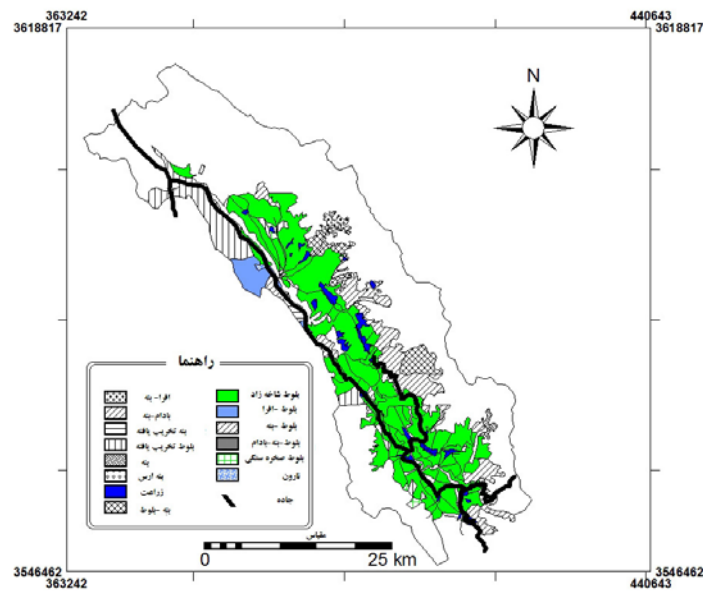 363242 440643
3618817 3618817
N
راهنما
افرا- بنه
بادام-بنه
بنه تخریب یافته
بلوط تخریب یافته
بنه
بنه ارس
زراعت
بنه -بلوط
بلوط شاخه زاد
بلوط -افرا
بلوط -بنه
بلوط -بنه-بادام
بلوط صخره سنگی
نارون
جاده
مقیاس
0 25 km
3546462 3546462
363242 440643